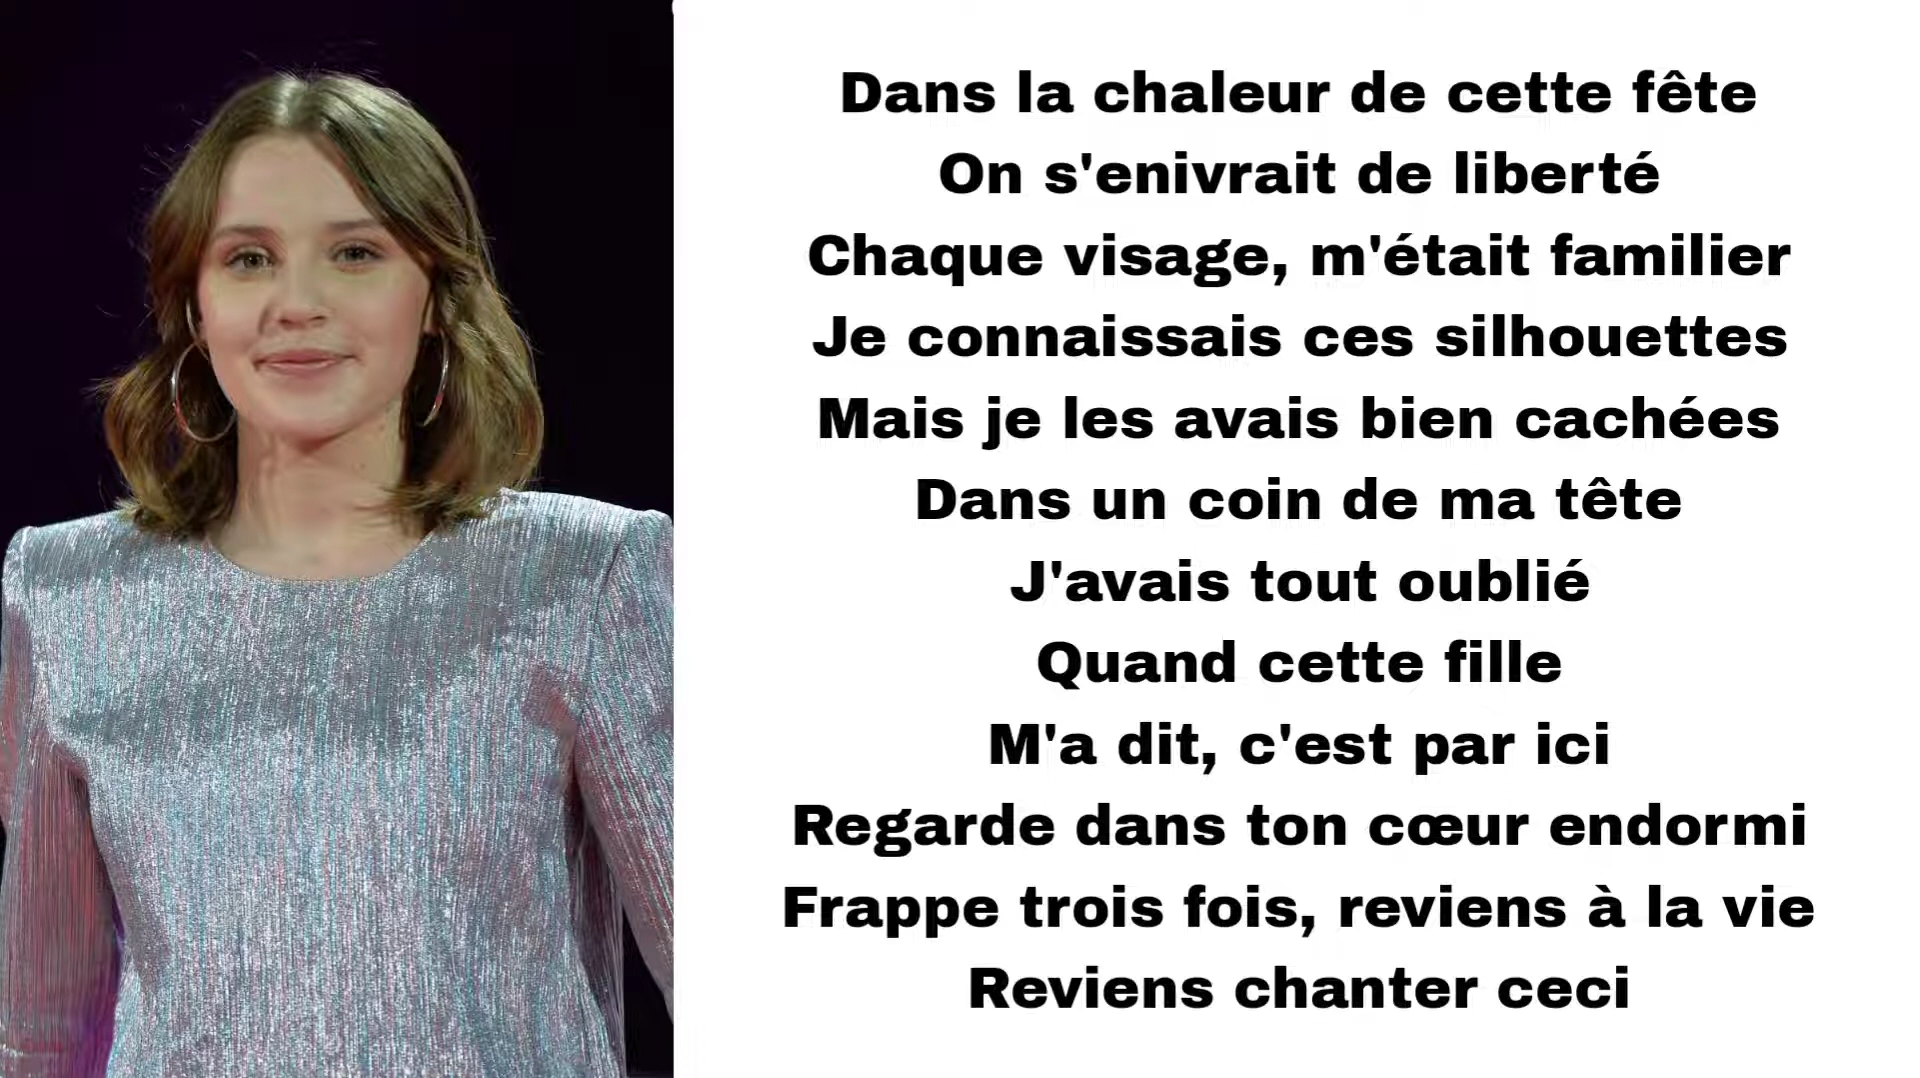 Dans la chaleur de cette fête
On s'enivrait de liberté
Chaque visage, m'était familier
Je connaissais ces silhouettes
Mais je les avais bien cachées
Dans un coin de ma tête
J'avais tout oublié
Quand cette fille
M'a dit, c'est par ici
Regarde dans ton cœur endormi
Frappe trois fois, reviens à la vie
Reviens chanter ceci